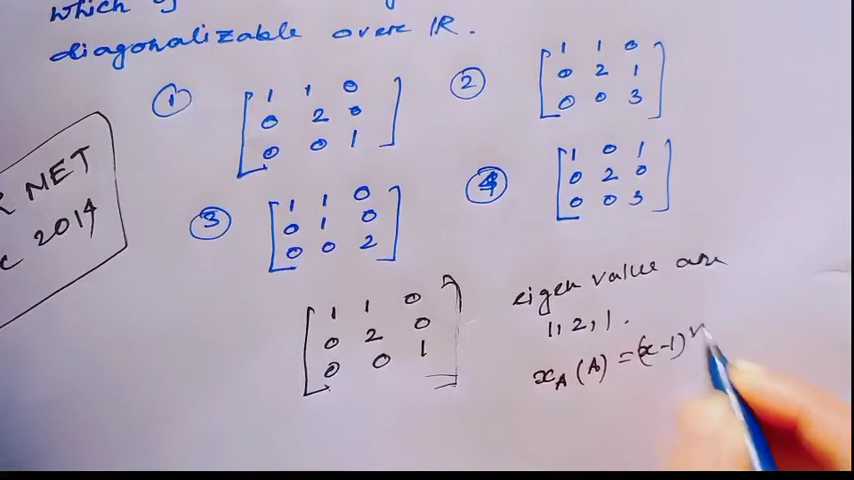 which
diagonalizable over IR.
① [1 1 0
0 2 0
0 0 1]
② [1 1 0
0 2 1
0 0 3]
NET
2014
③ [1 1 0
0 1 0
0 0 2]
④ [1 0 1
0 2 0
0 0 3]
[1 1 0
0 2 0
0 0 1]
eigen value are
1, 2, 1.
x_A (A) = (x-1)